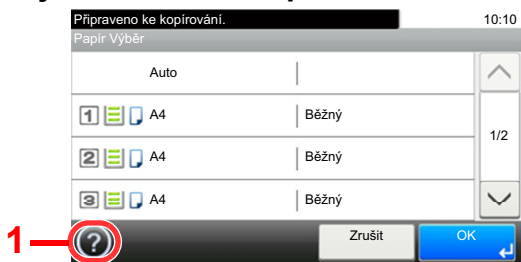 Připraveno ke kopírování. 10:10
Papír Výběr
Auto
1 A4 Běžný
1/2
2 A4 Běžný
3 A4 Běžný
1 ? Zrušit OK